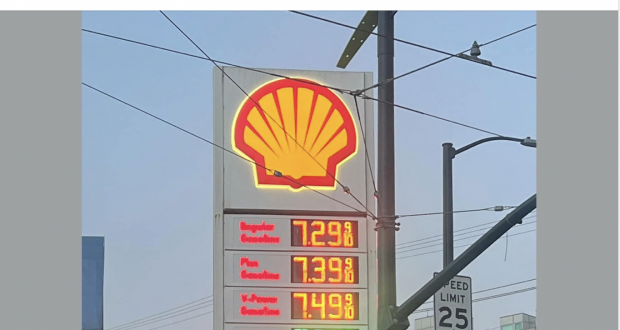 Regular
Gasoline
7.29 9/10
Plus
Gasoline
7.39 9/10
V-Power
Gasoline
7.49 9/10
SPEED
LIMIT
25